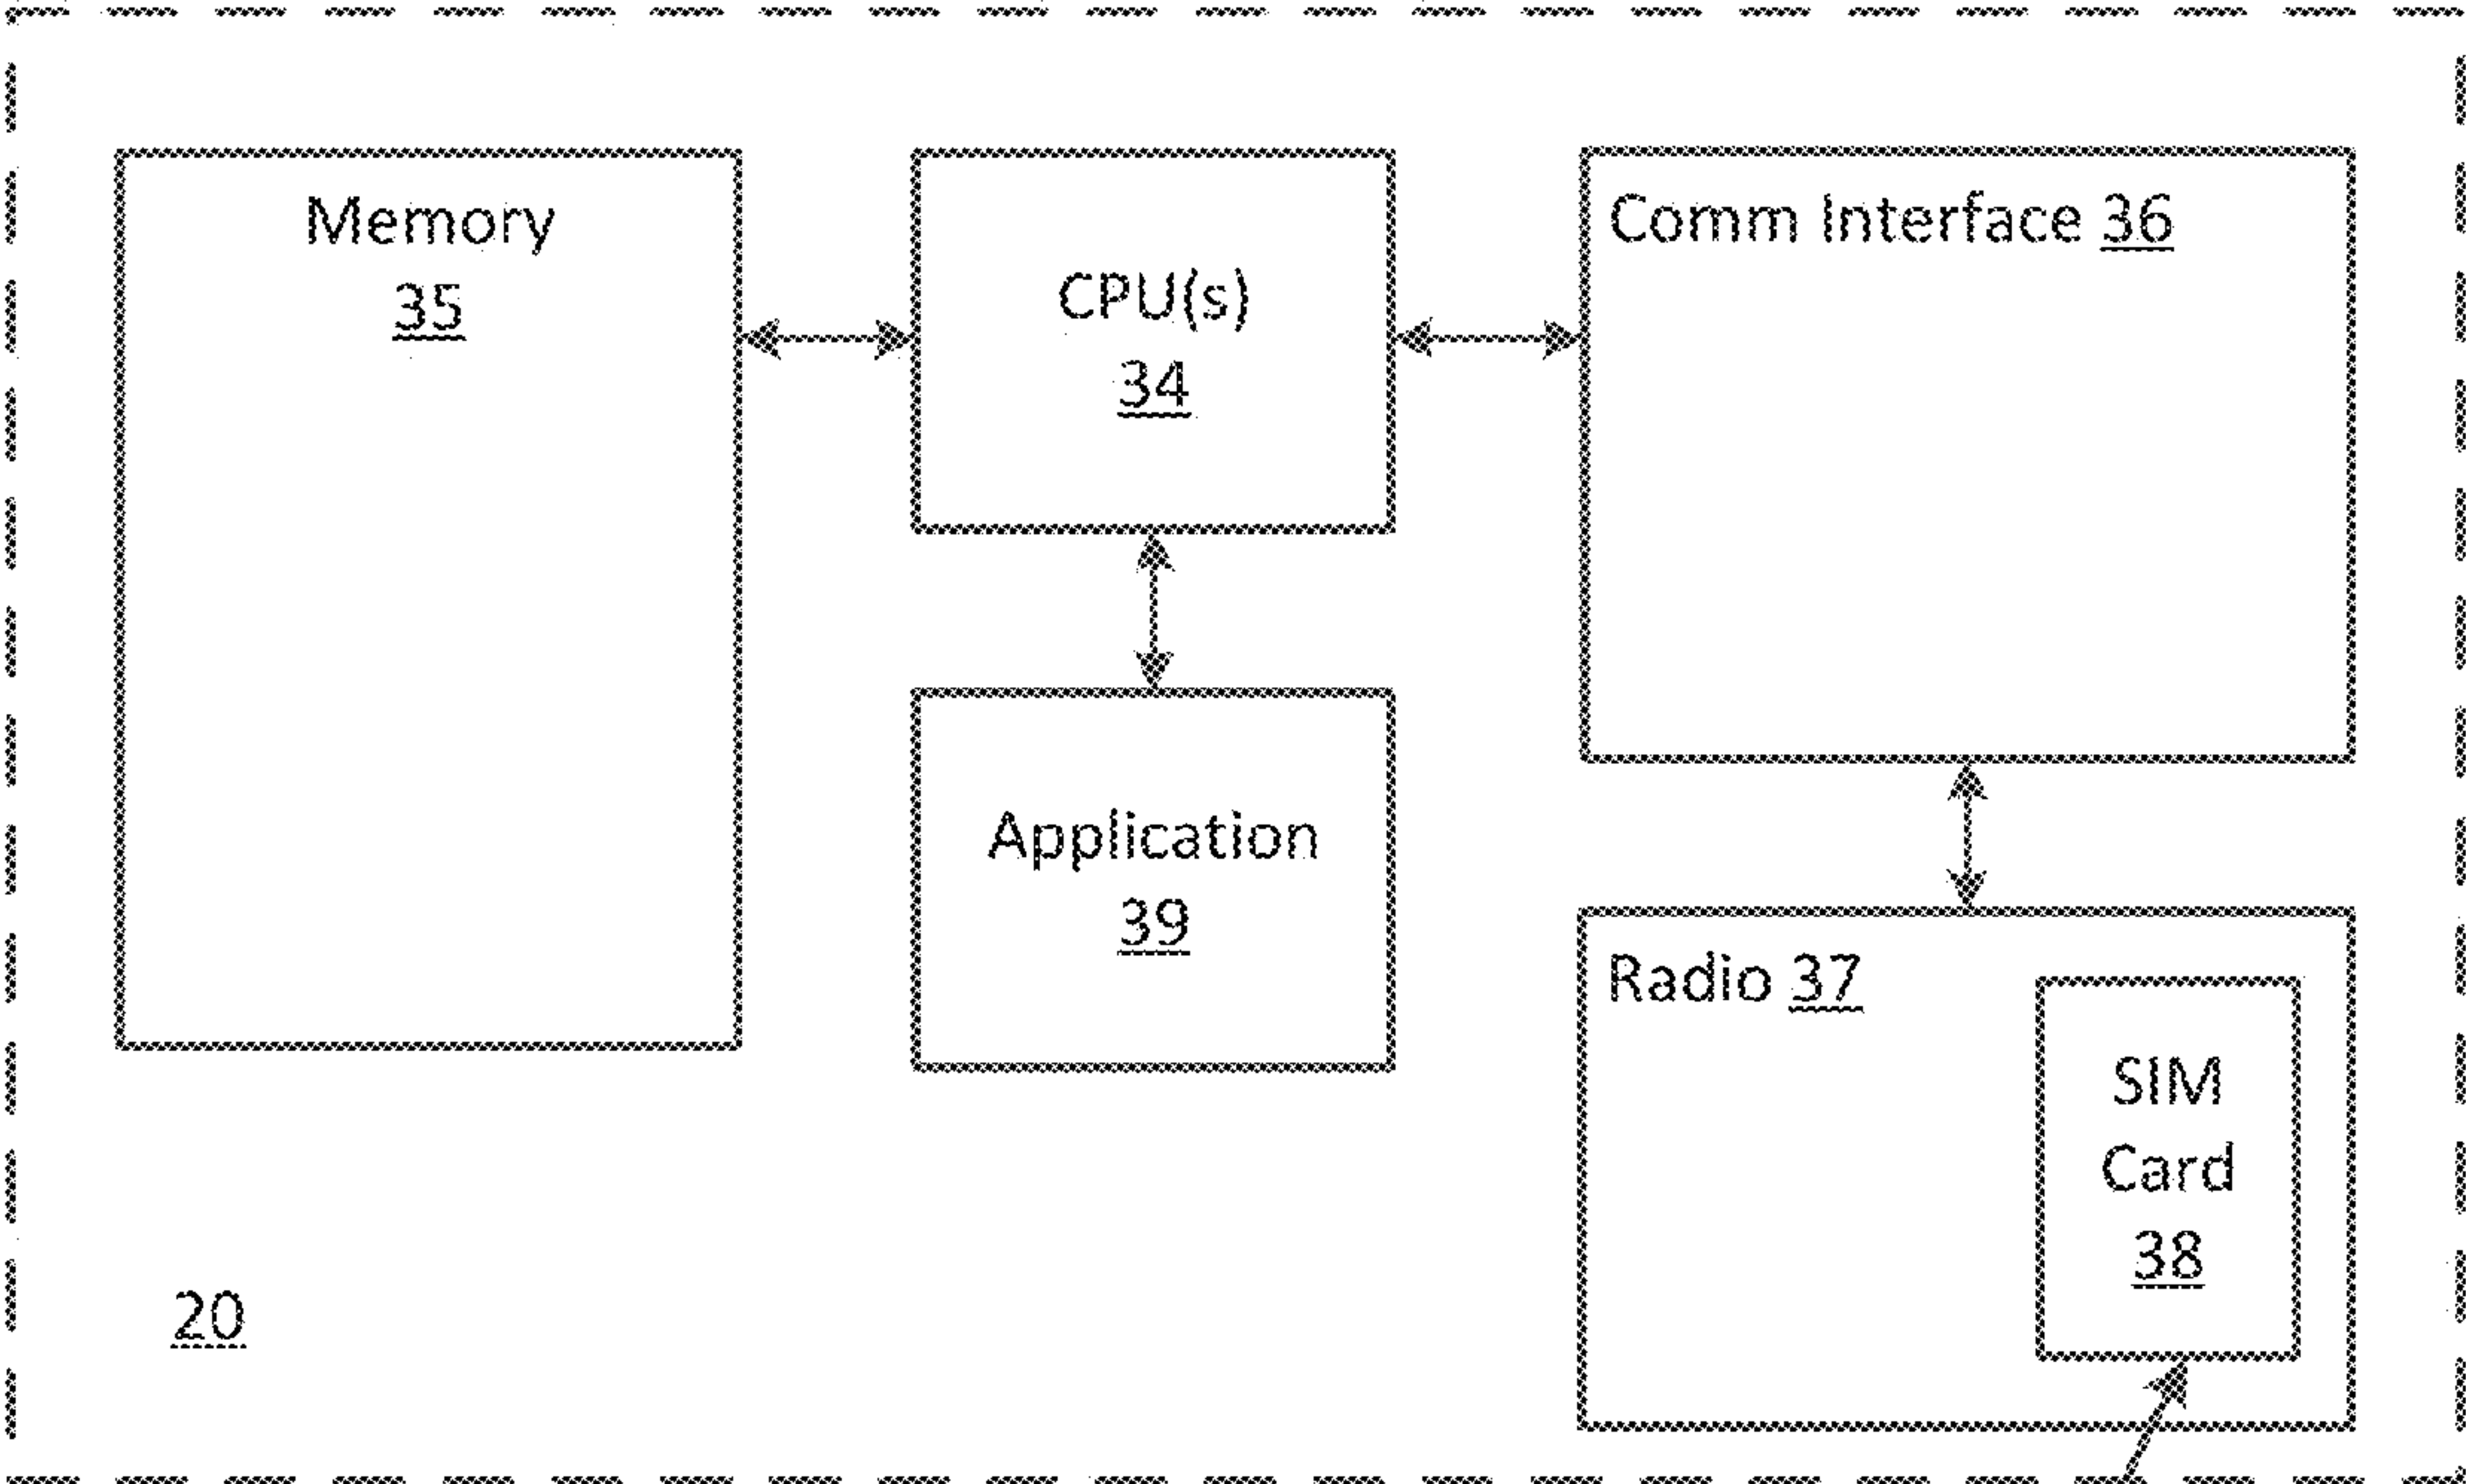 Memory
35
CPU(s)
34
Comm Interface 36
Application
39
Radio 37
SIM
Card
38
20